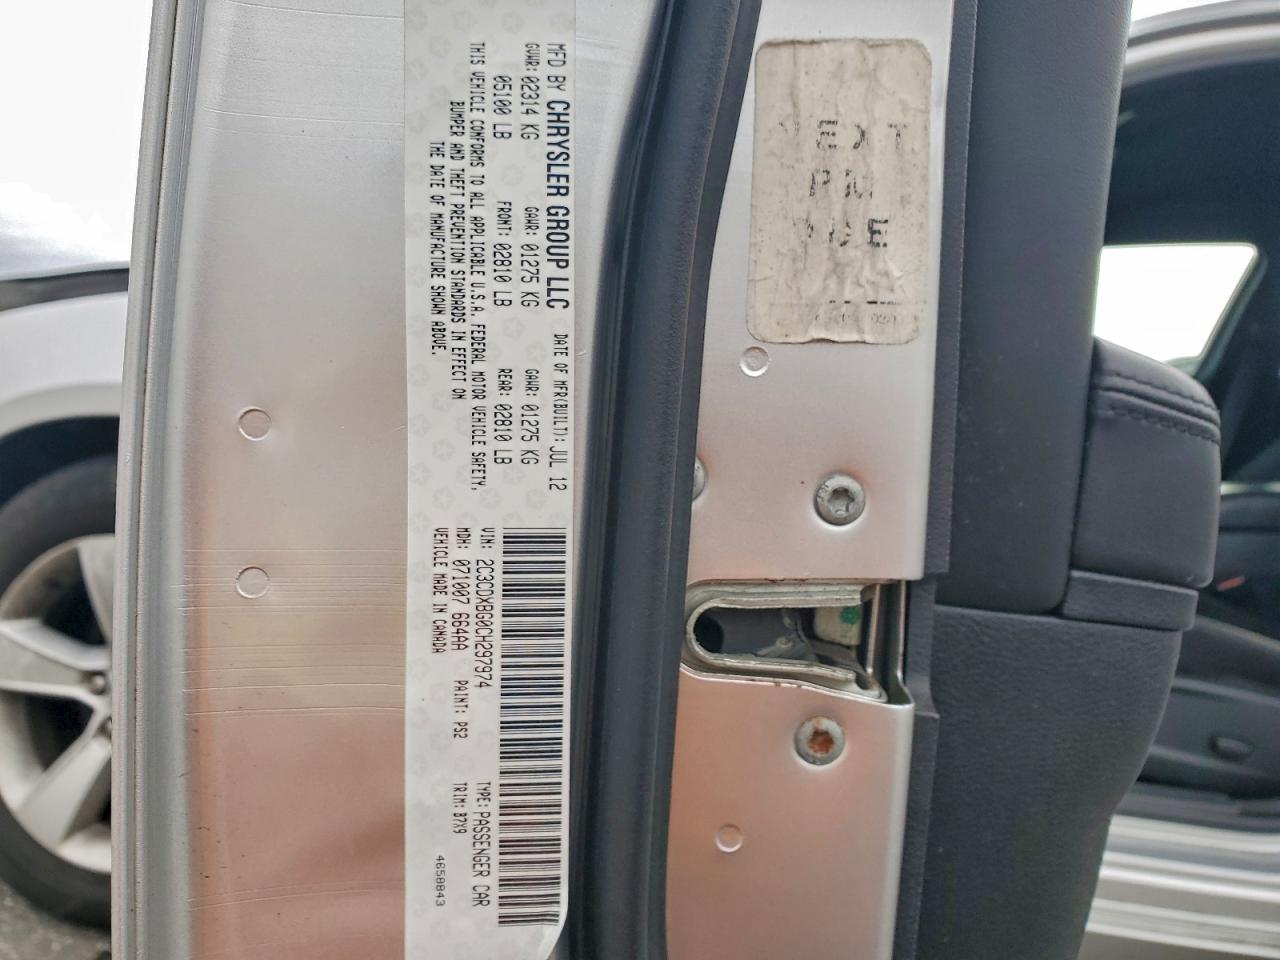 MFD BY CHRYSLER GROUP LLC DATE OF MFR(BUILT): JUL 12
GVWR: 02314 KG GAWR: 01275 KG GAWR: 01275 KG
05100 LB FRONT: 02810 LB REAR: 02810 LB
THIS VEHICLE CONFORMS TO ALL APPLICABLE U.S.A. FEDERAL MOTOR VEHICLE SAFETY,
BUMPER AND THEFT PREVENTION STANDARDS IN EFFECT ON
THE DATE OF MANUFACTURE SHOWN ABOVE.
VIN: 2C3CDXBG0CH297974 TYPE: PASSENGER CAR
MDH: 071007 664AA PAINT: PS2 TRIM: B7X9
VEHICLE MADE IN CANADA 4658843